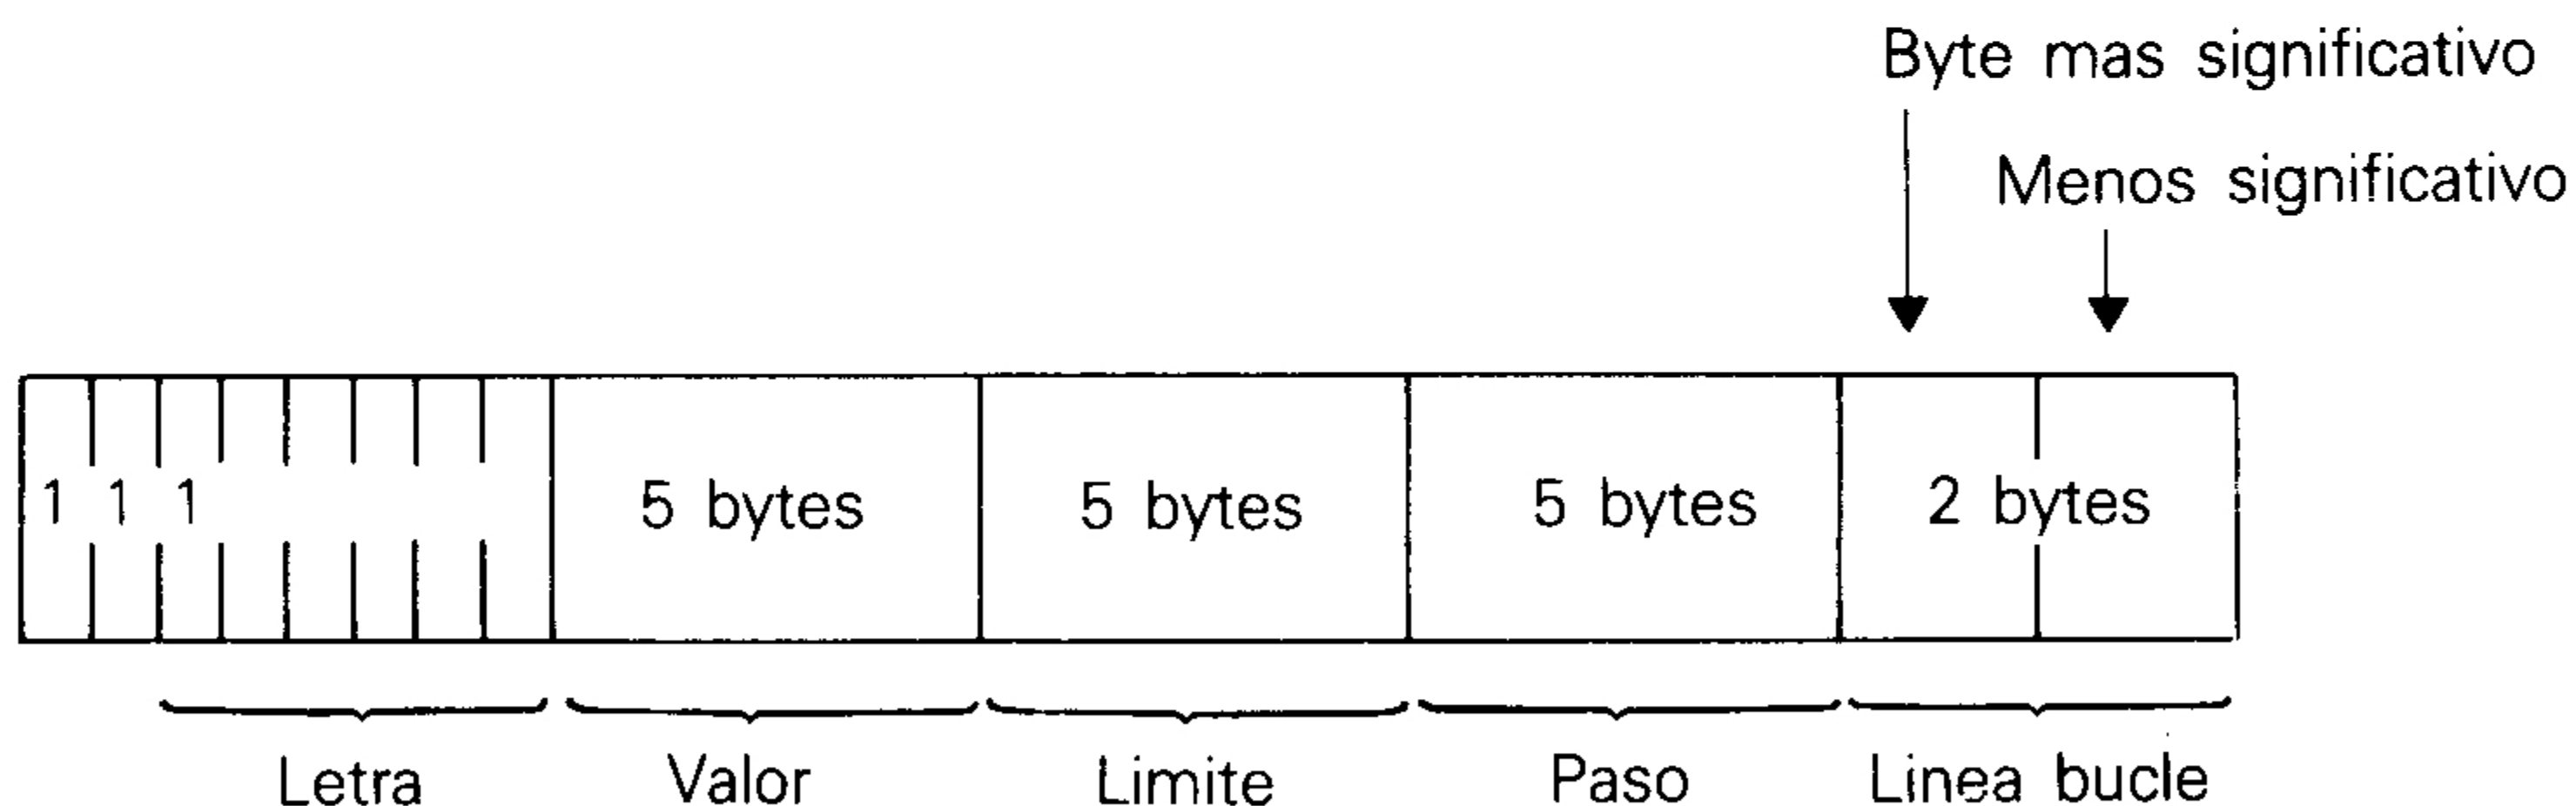 Byte mas significativo
Menos significativo
1 1 1 5 bytes 5 bytes 5 bytes 2 bytes
Letra Valor Limite Paso Linea bucle